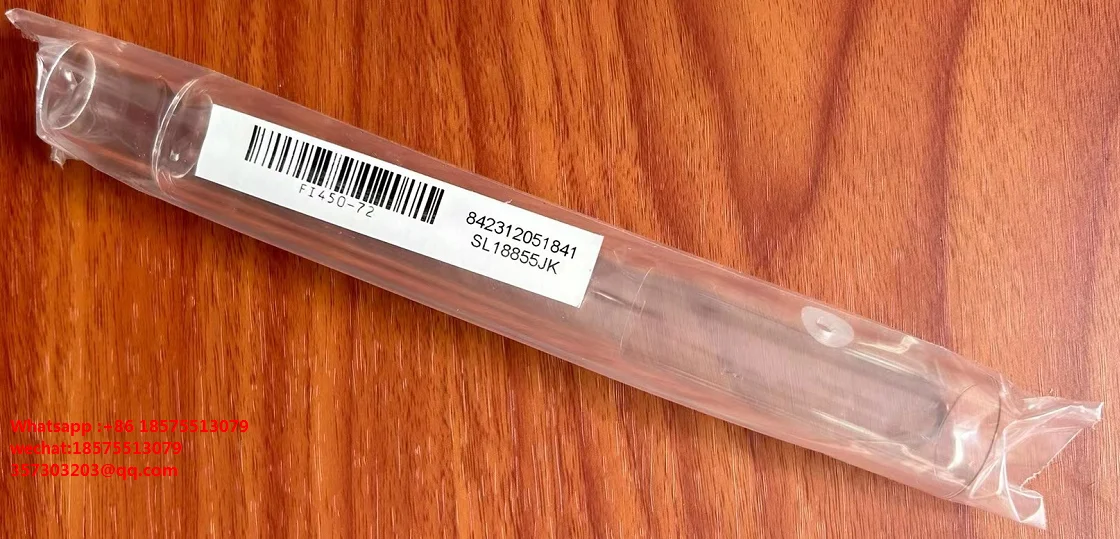 FI450-72
842312051841
SL18855JK
Whatsapp :+86 18575513079
wechat:18575513079
357303203@qq.com